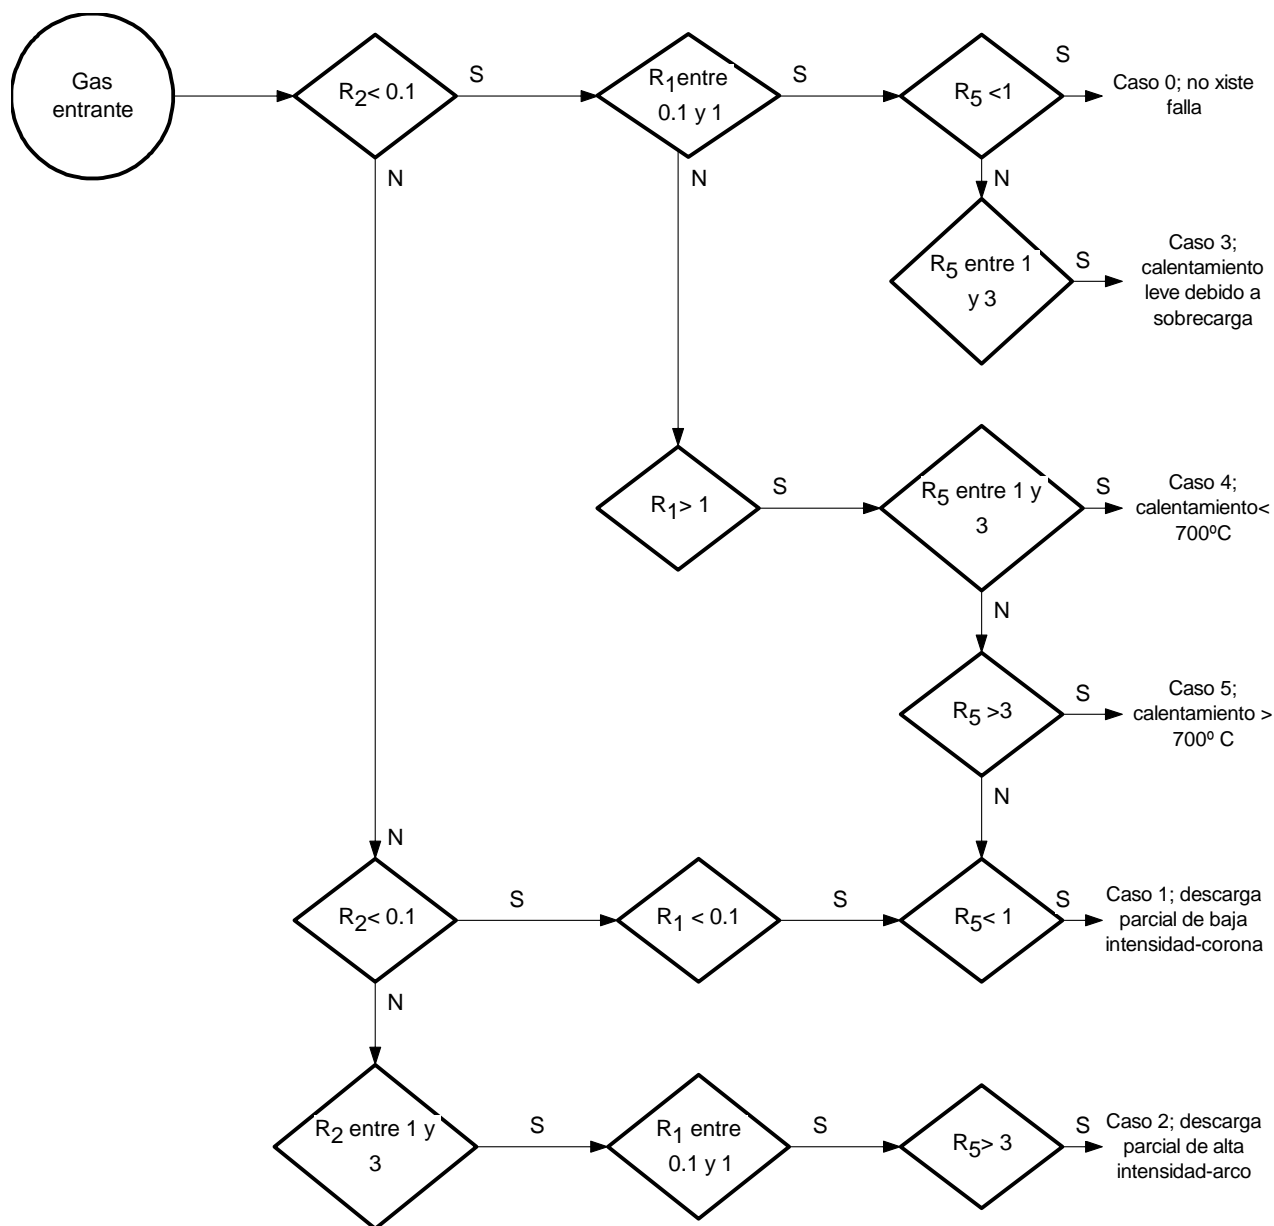 Gas
entrante
R2< 0.1
S
R1entre
0.1 y 1
S
R5 <1
S
Caso 0; no xiste
falla
N
N
N
R5 entre 1
y 3
S
Caso 3;
calentamiento
leve debido a
sobrecarga
R1> 1
S
R5 entre 1 y
3
S
Caso 4;
calentamiento<
700ºC
N
R5 >3
S
Caso 5;
calentamiento >
700º C
N
N
R2< 0.1
S
R1 < 0.1
S
R5< 1
S
Caso 1; descarga
parcial de baja
intensidad-corona
N
R2 entre 1 y
3
S
R1 entre
0.1 y 1
S
R5> 3
S
Caso 2; descarga
parcial de alta
intensidad-arco